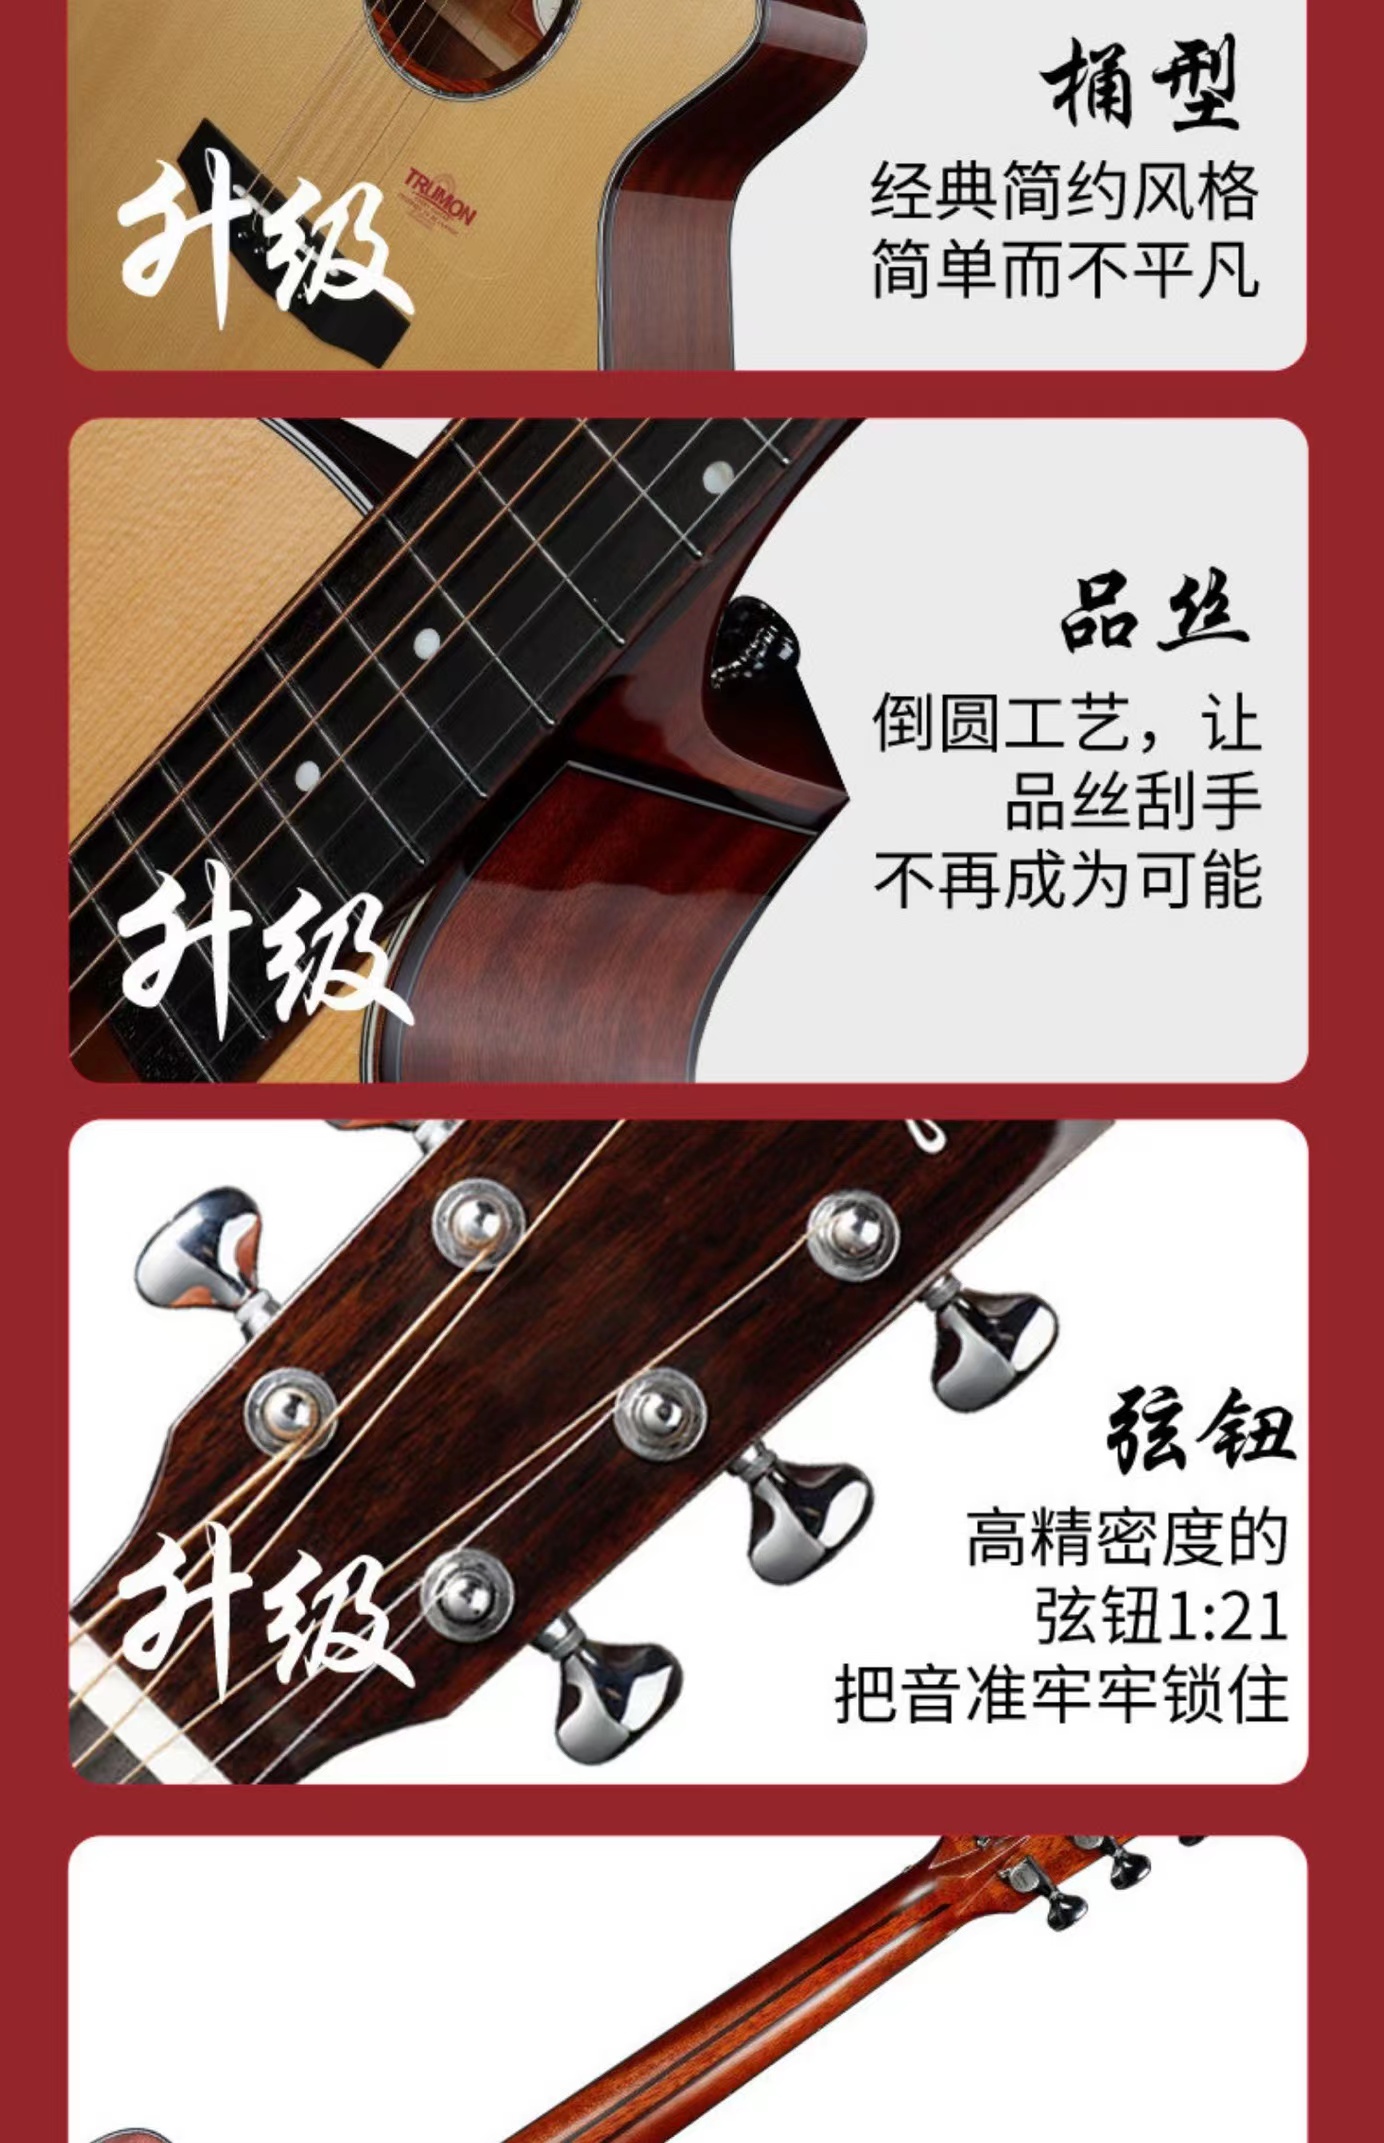 桶型
经典简约风格
简单而不平凡
升级
TRUMON
品丝
倒圆工艺，让
品丝刮手
不再成为可能
升级
弦钮
高精密度的
弦钮1:21
把音准牢牢锁住
升级